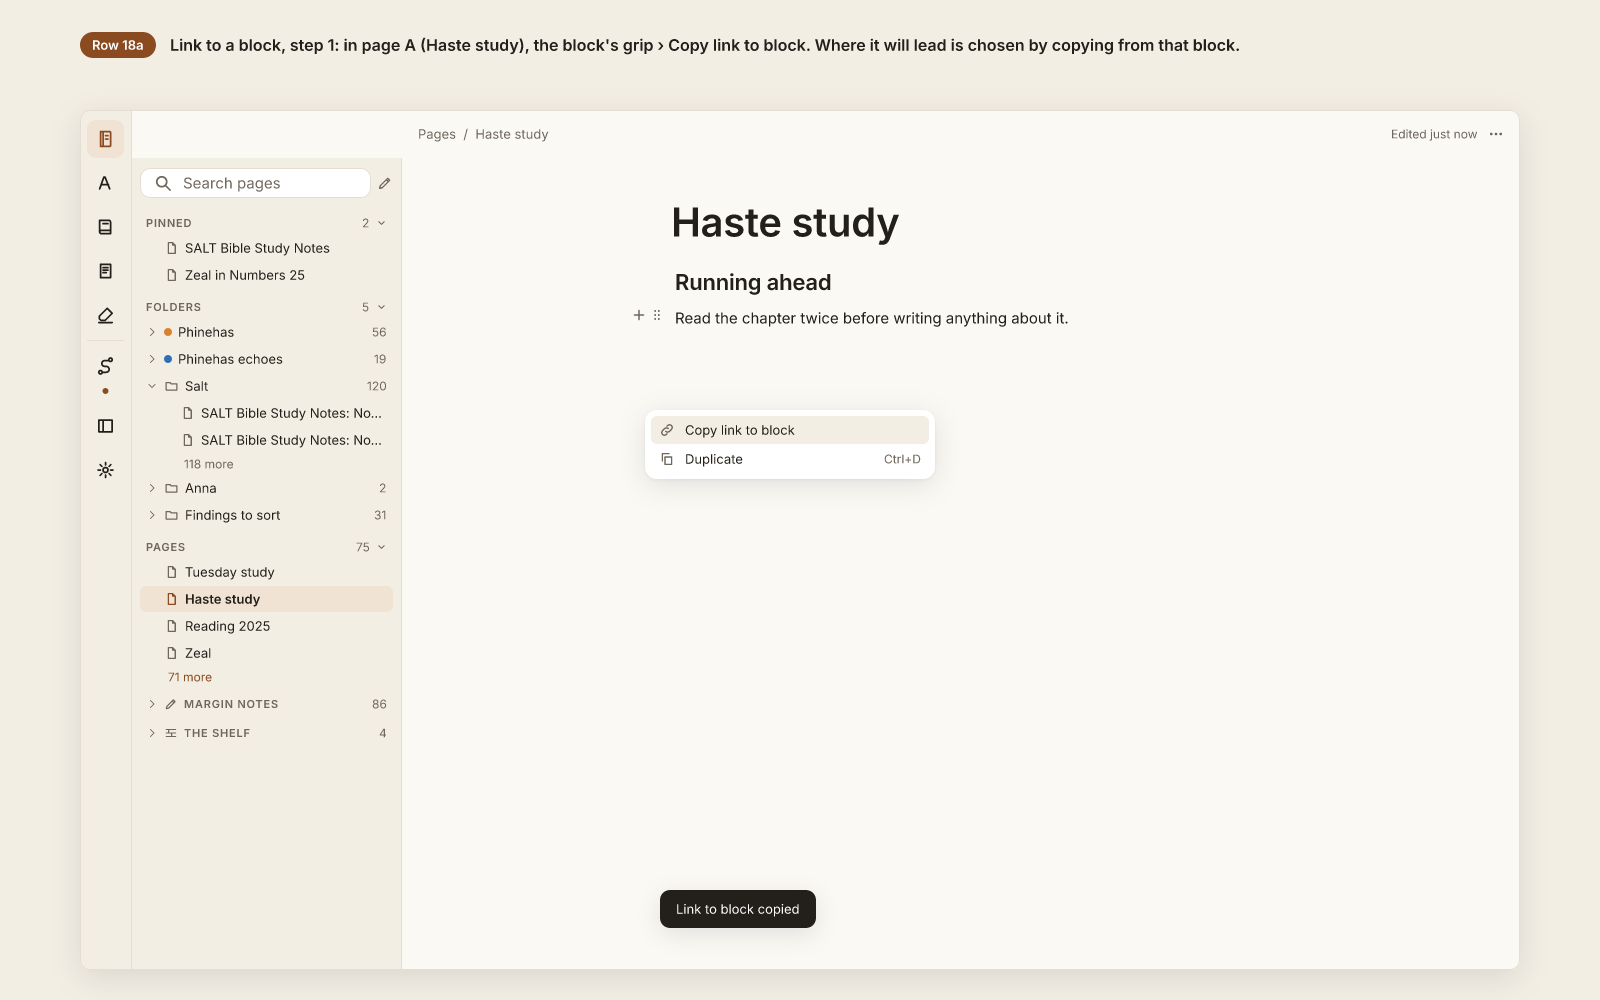 Row 18a
Link to a block, step 1: in page A (Haste study), the block's grip › Copy link to block. Where it will lead is chosen by copying from that block.
Pages / Haste study
Edited just now
Search pages
PINNED 2
SALT Bible Study Notes
Zeal in Numbers 25
FOLDERS 5
Phinehas 56
Phinehas echoes 19
Salt 120
SALT Bible Study Notes: No...
SALT Bible Study Notes: No...
118 more
Anna 2
Findings to sort 31
PAGES 75
Tuesday study
Haste study
Reading 2025
Zeal
71 more
MARGIN NOTES 86
THE SHELF 4
Haste study
Running ahead
Read the chapter twice before writing anything about it.
Copy link to block
Duplicate Ctrl+D
Link to block copied